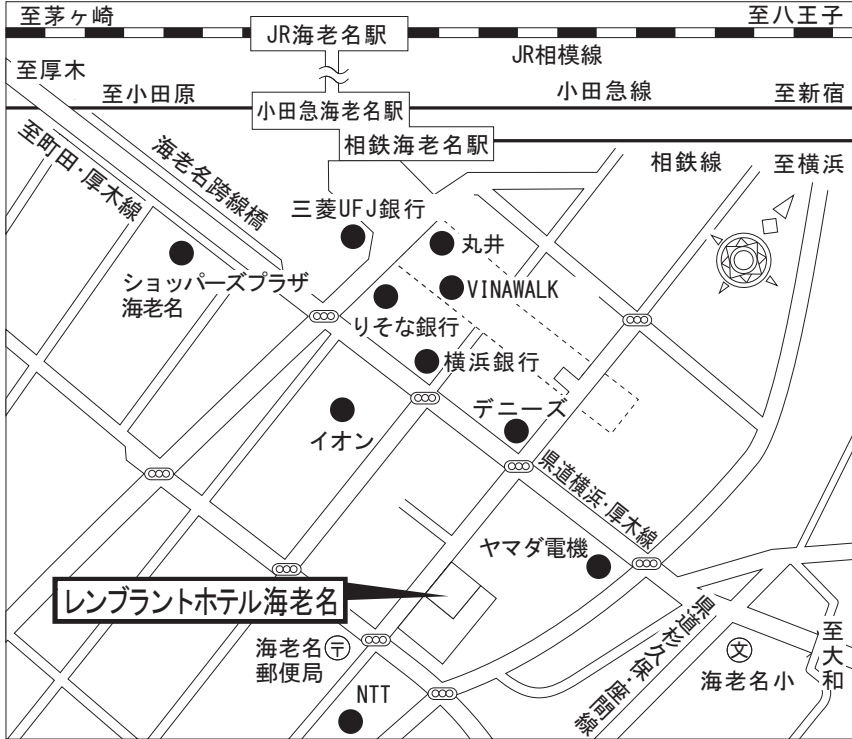 至茅ヶ崎
至八王子
JR海老名駅
JR相模線
至厚木
至小田原
小田急海老名駅
小田急線
至新宿
相鉄海老名駅
相鉄線
至横浜
至町田・厚木線
海老名跨線橋
三菱UFJ銀行
丸井
ショッパーズプラザ
海老名
VINAWALK
りそな銀行
横浜銀行
イオン
デニーズ
県道横浜・厚木線
ヤマダ電機
レンブラントホテル海老名
海老名
郵便局
〒
県道杉久保・座間線
文
海老名小
至大和
NTT